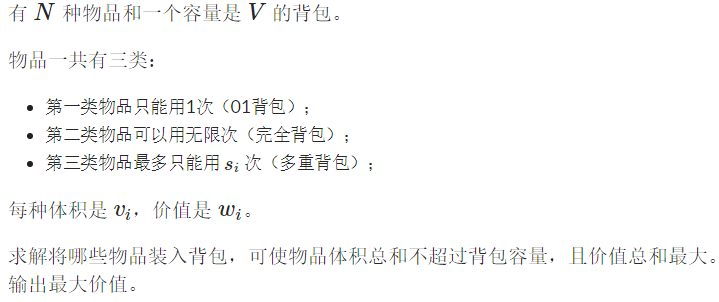 有 N 种物品和一个容量是 V 的背包。
物品一共有三类：
• 第一类物品只能用1次（01背包）；
• 第二类物品可以用无限次（完全背包）；
• 第三类物品最多只能用 sᵢ 次（多重背包）；
每种体积是 vᵢ，价值是 wᵢ。
求解将哪些物品装入背包，可使物品体积总和不超过背包容量，且价值总和最大。
输出最大价值。